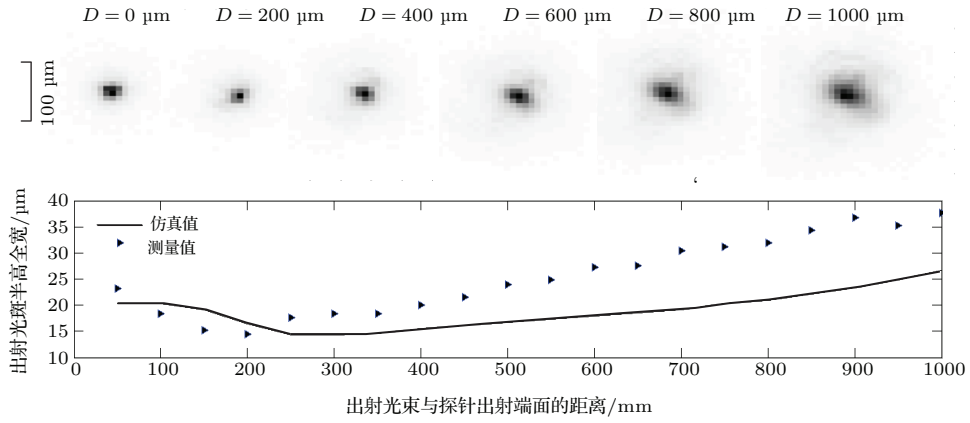 D = 0 µm D = 200 µm D = 400 µm D = 600 µm D = 800 µm D = 1000 µm
100 µm
出射光斑半高全宽/µm
40
35
30
25
20
15
10
仿真值
测量值
0 100 200 300 400 500 600 700 800 900 1000
出射光束与探针出射端面的距离/mm